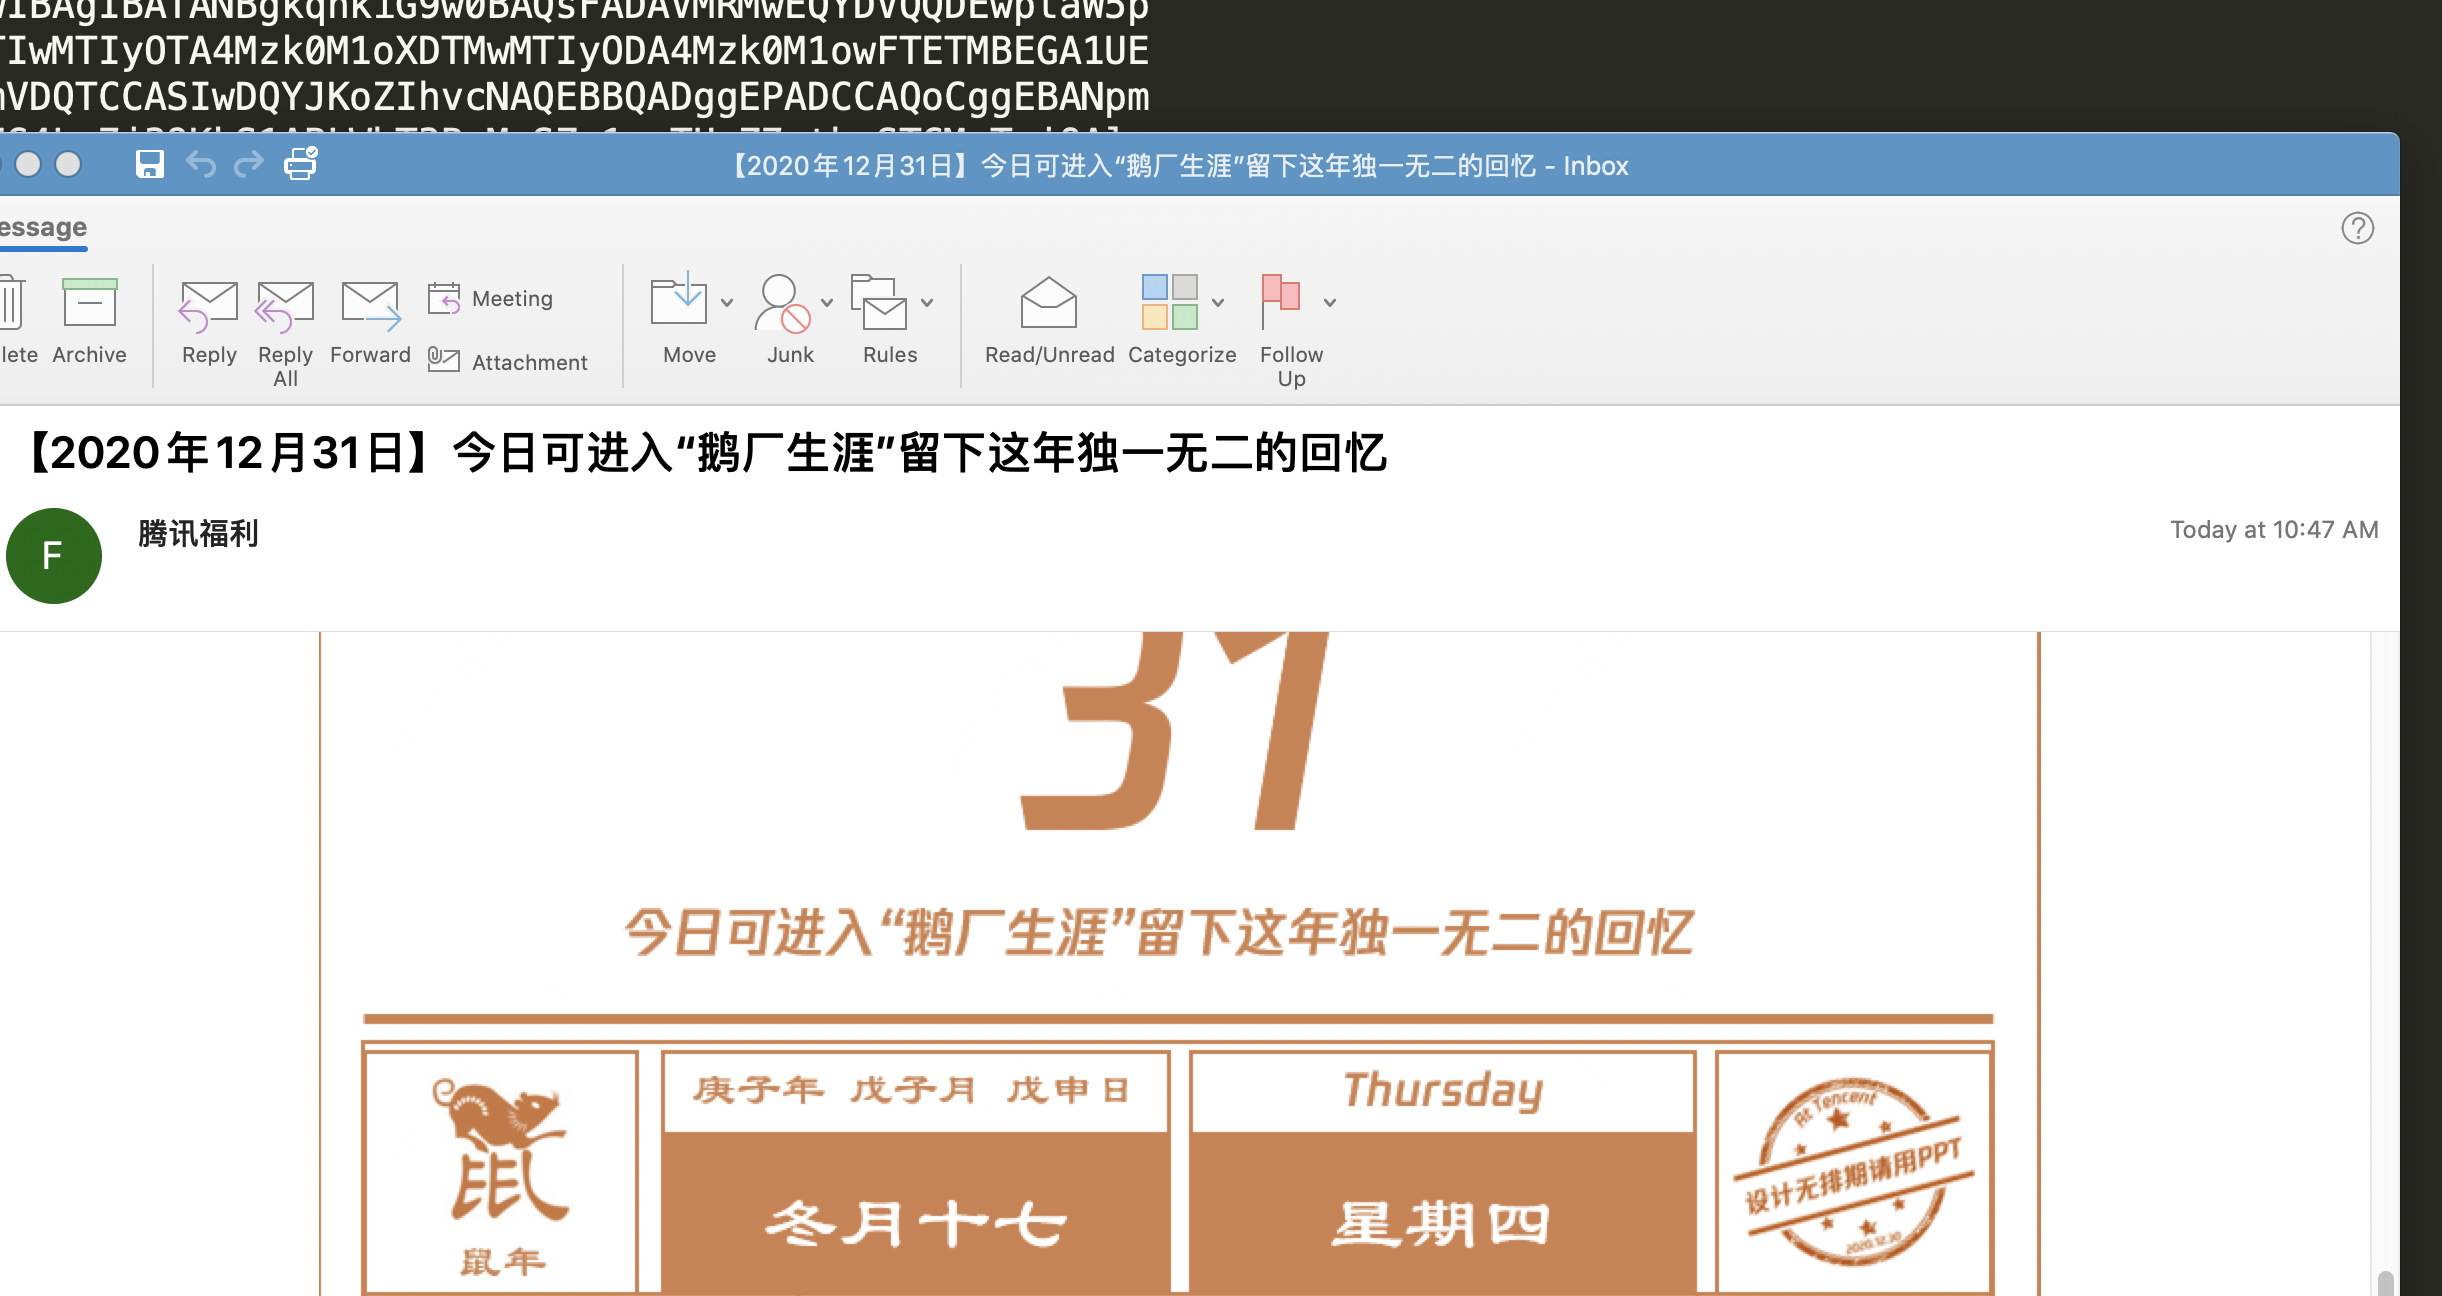 TIwMTIyOTA4Mzk0M1oXDTMwMTIyODA4Mzk0M1owFTETMBEGA1UE
VDQTCCASIwDQYJKoZIhvcNAQEBBQADggEPADCCAQoCggEBANpm
【2020年12月31日】今日可进入“鹅厂生涯”留下这年独一无二的回忆 - Inbox
essage
lete
Archive
Reply
Reply All
Forward
Meeting
Attachment
Move
Junk
Rules
Read/Unread
Categorize
Follow Up
【2020年12月31日】今日可进入“鹅厂生涯”留下这年独一无二的回忆
F
腾讯福利
Today at 10:47 AM
31
今日可进入“鹅厂生涯”留下这年独一无二的回忆
鼠
鼠年
庚子年 戊子月 戊申日
冬月十七
Thursday
星期四
At Tencent
设计无排期请用PPT
2020.12.30